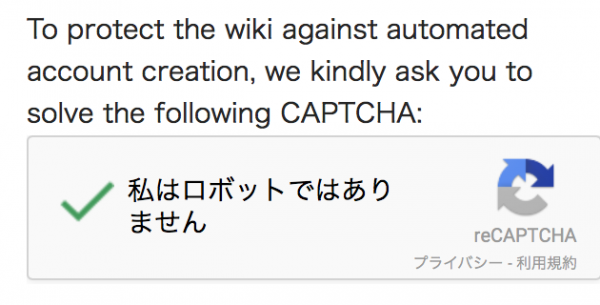 To protect the wiki against automated
account creation, we kindly ask you to
solve the following CAPTCHA:
私はロボットではあり
ません
reCAPTCHA
プライバシー - 利用規約